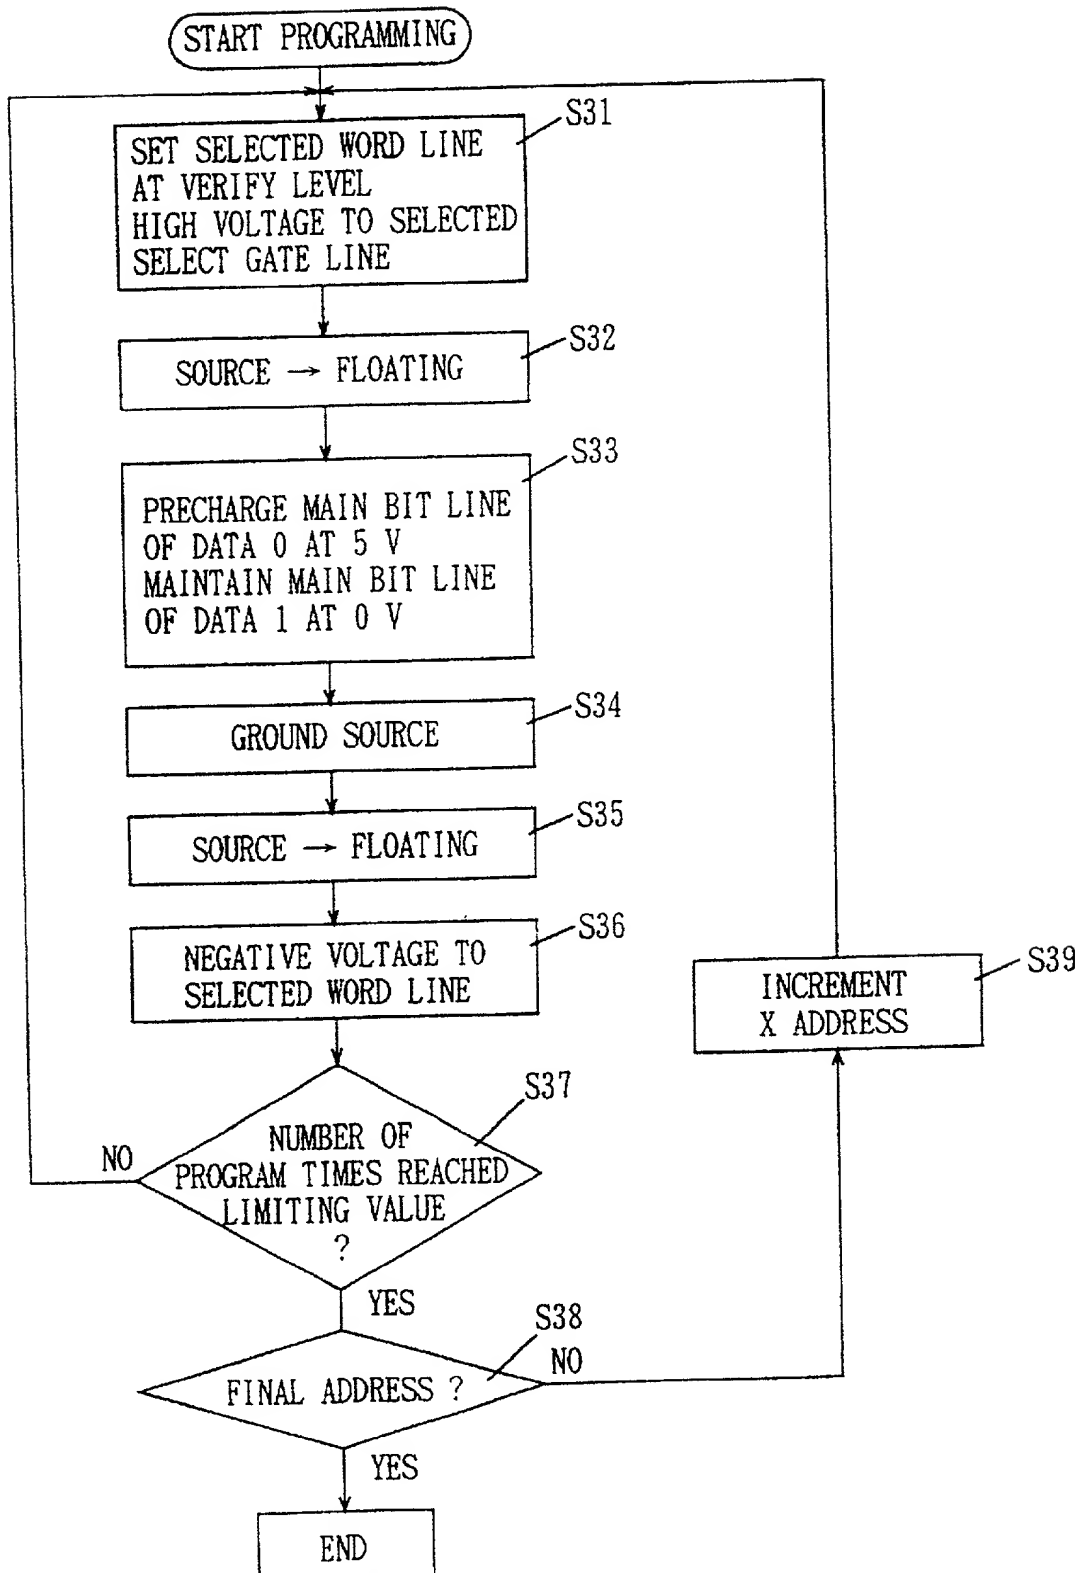 START PROGRAMMING
S31
SET SELECTED WORD LINE
AT VERIFY LEVEL
HIGH VOLTAGE TO SELECTED
SELECT GATE LINE
S32
SOURCE → FLOATING
S33
PRECHARGE MAIN BIT LINE
OF DATA 0 AT 5 V
MAINTAIN MAIN BIT LINE
OF DATA 1 AT 0 V
S34
GROUND SOURCE
S35
SOURCE → FLOATING
S36
NEGATIVE VOLTAGE TO
SELECTED WORD LINE
S39
INCREMENT
X ADDRESS
S37
NO
NUMBER OF
PROGRAM TIMES REACHED
LIMITING VALUE
?
YES
S38
NO
FINAL ADDRESS ?
YES
END